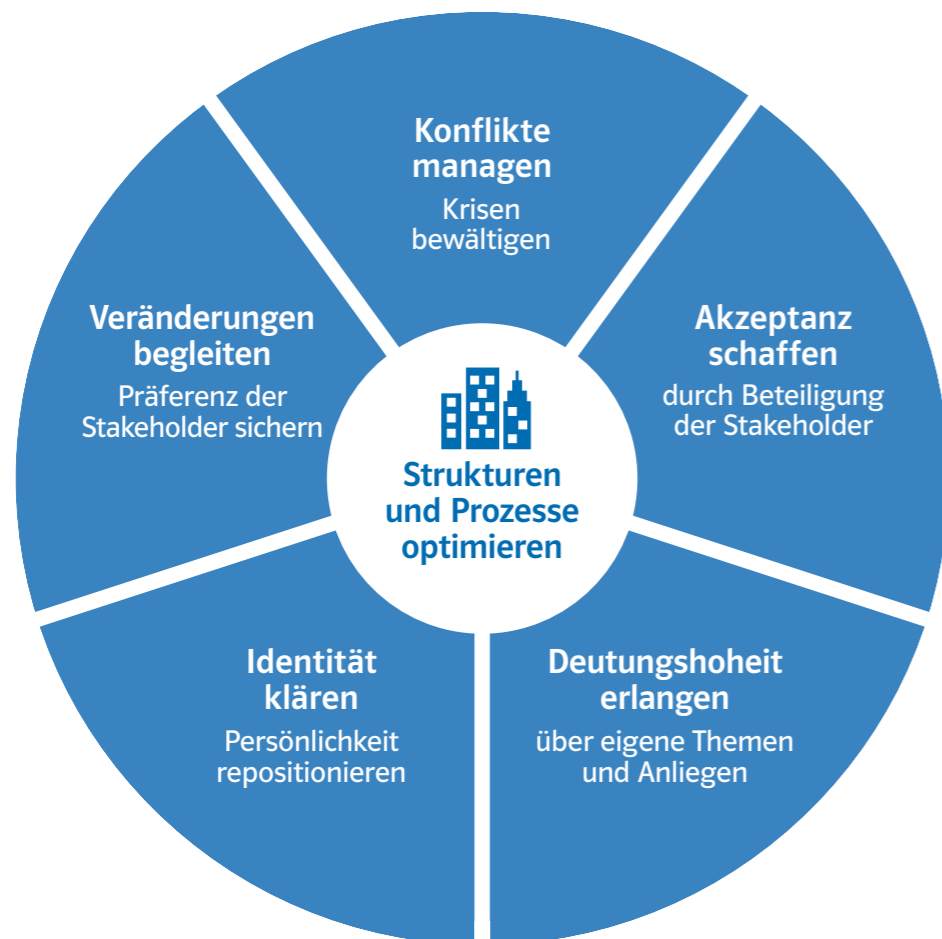 Konflikte
managen
Krisen
bewältigen
Akzeptanz
schaffen
durch Beteiligung
der Stakeholder
Deutungshoheit
erlangen
über eigene Themen
und Anliegen
Identität
klären
Persönlichkeit
repositionieren
Veränderungen
begleiten
Präferenz der
Stakeholder sichern
Strukturen
und Prozesse
optimieren